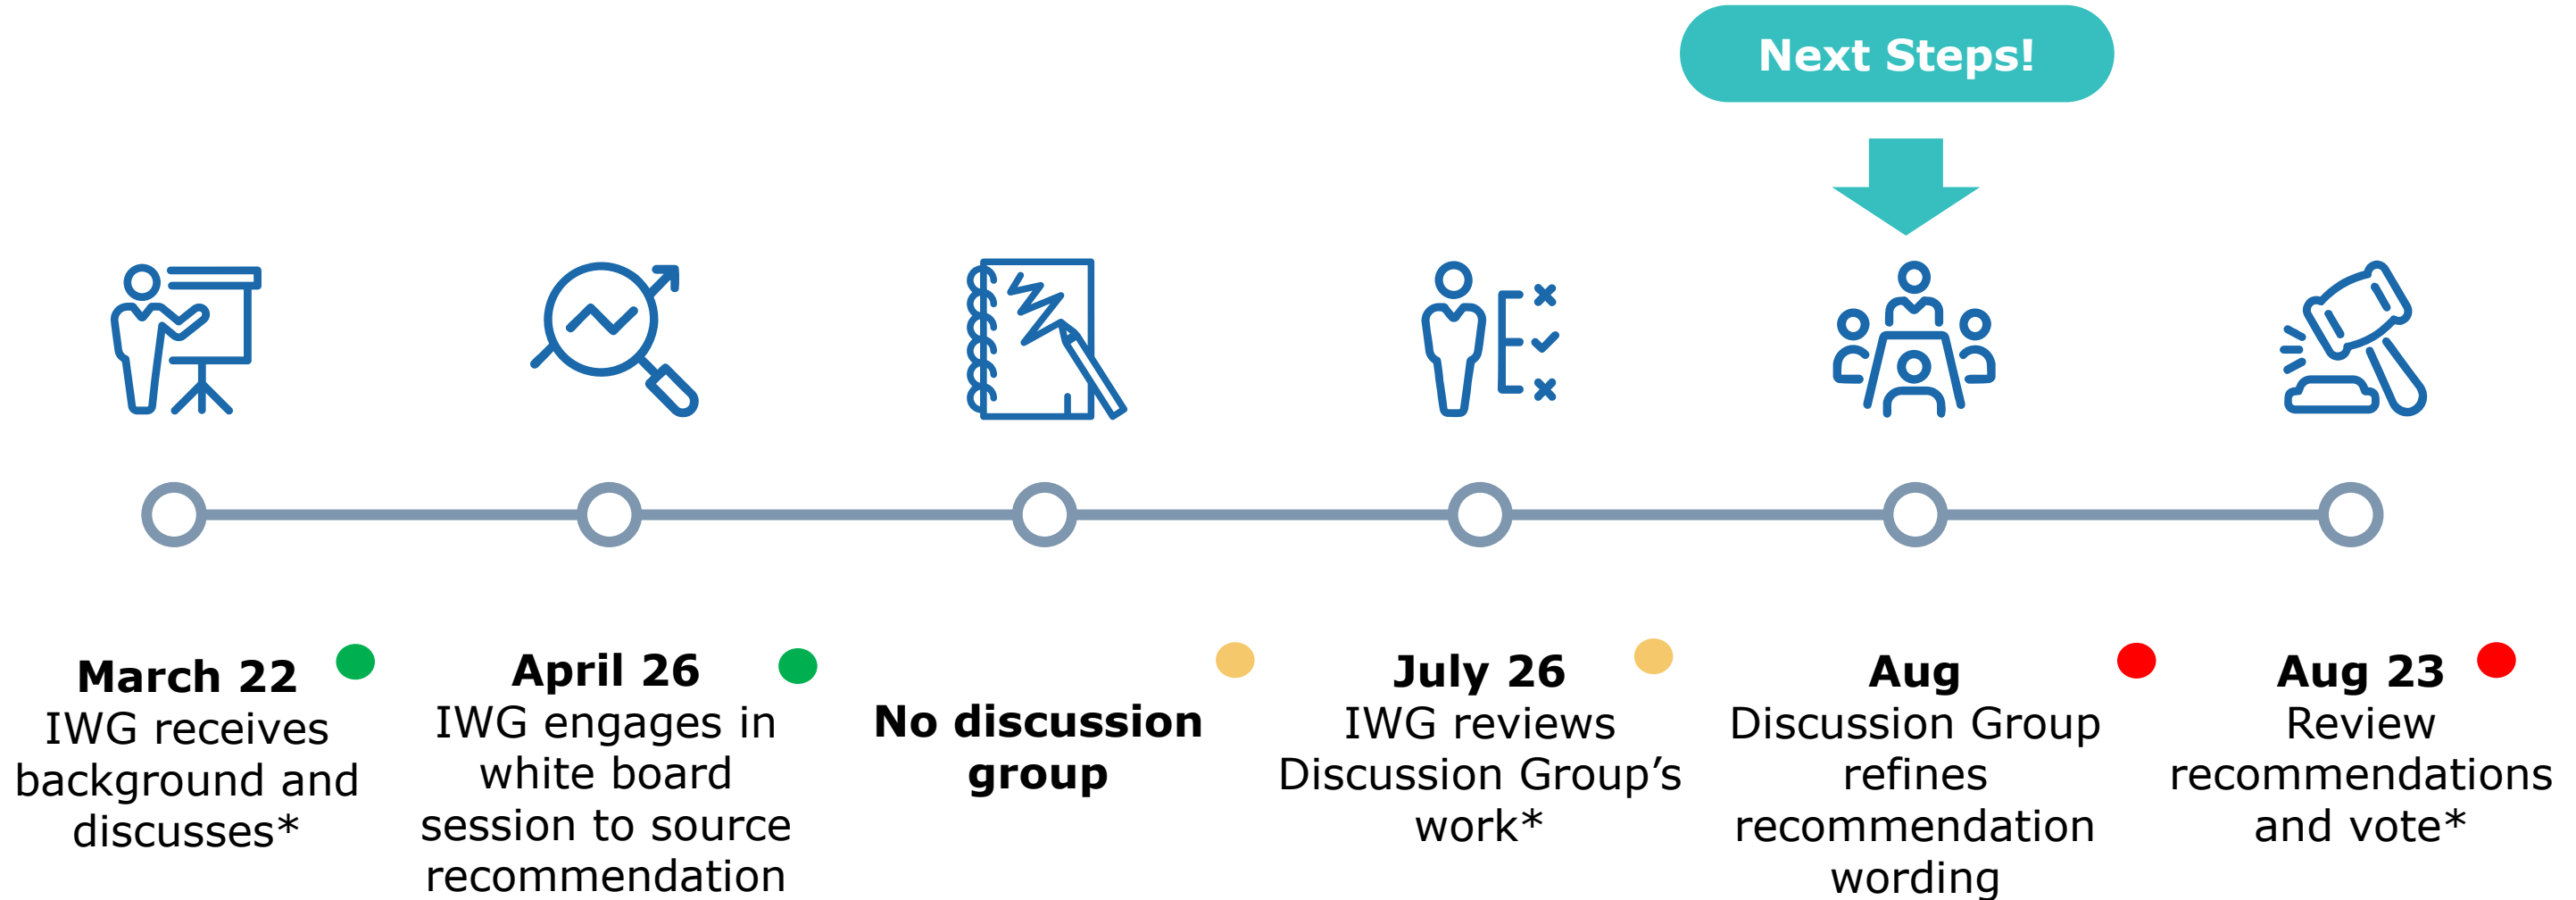 Next Steps!
March 22
IWG receives
background and
discusses*
April 26
IWG engages in
white board
session to source
recommendation
No discussion
group
July 26
IWG reviews
Discussion Group’s
work*
Aug
Discussion Group
refines
recommendation
wording
Aug 23
Review
recommendations
and vote*